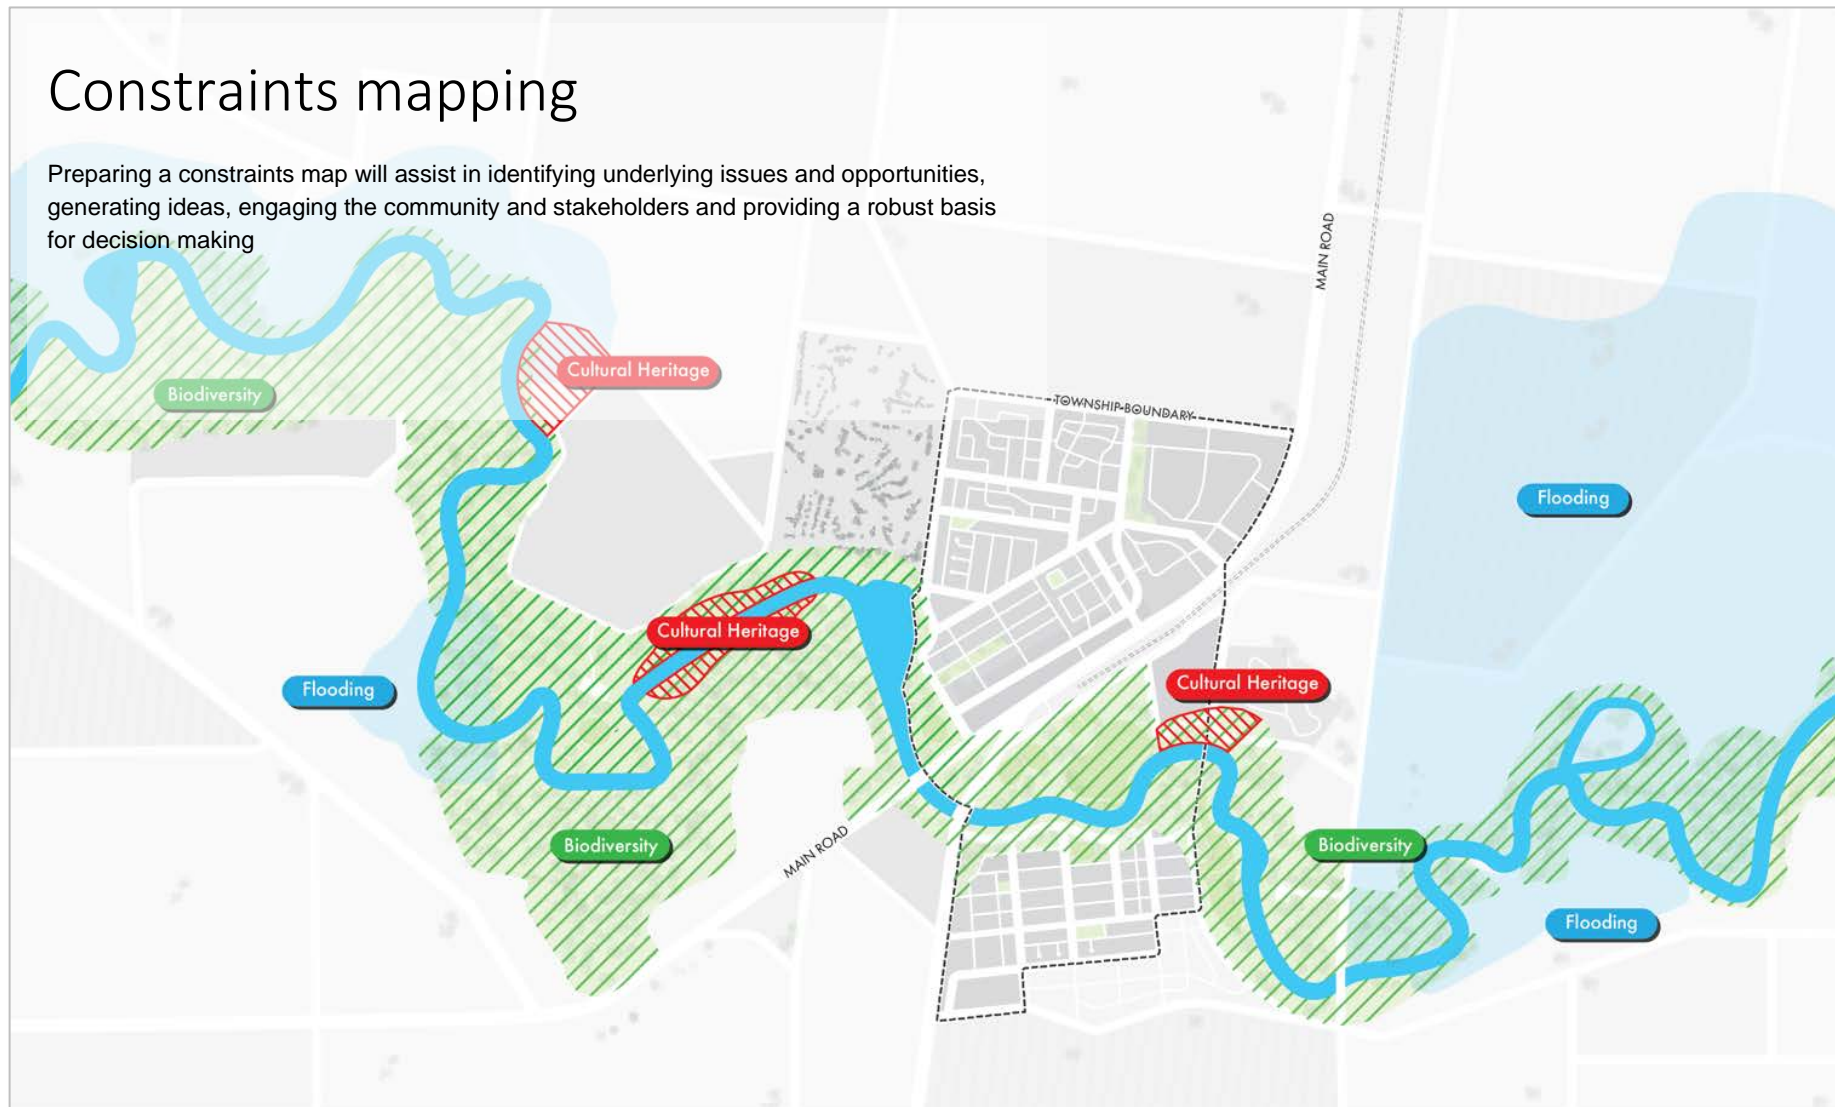 Constraints mapping
Preparing a constraints map will assist in identifying underlying issues and opportunities,
generating ideas, engaging the community and stakeholders and providing a robust basis
for decision making
MAIN ROAD
Cultural Heritage
Biodiversity
TOWNSHIP BOUNDARY
Flooding
Cultural Heritage
Flooding
Cultural Heritage
Biodiversity
MAIN ROAD
Biodiversity
Flooding